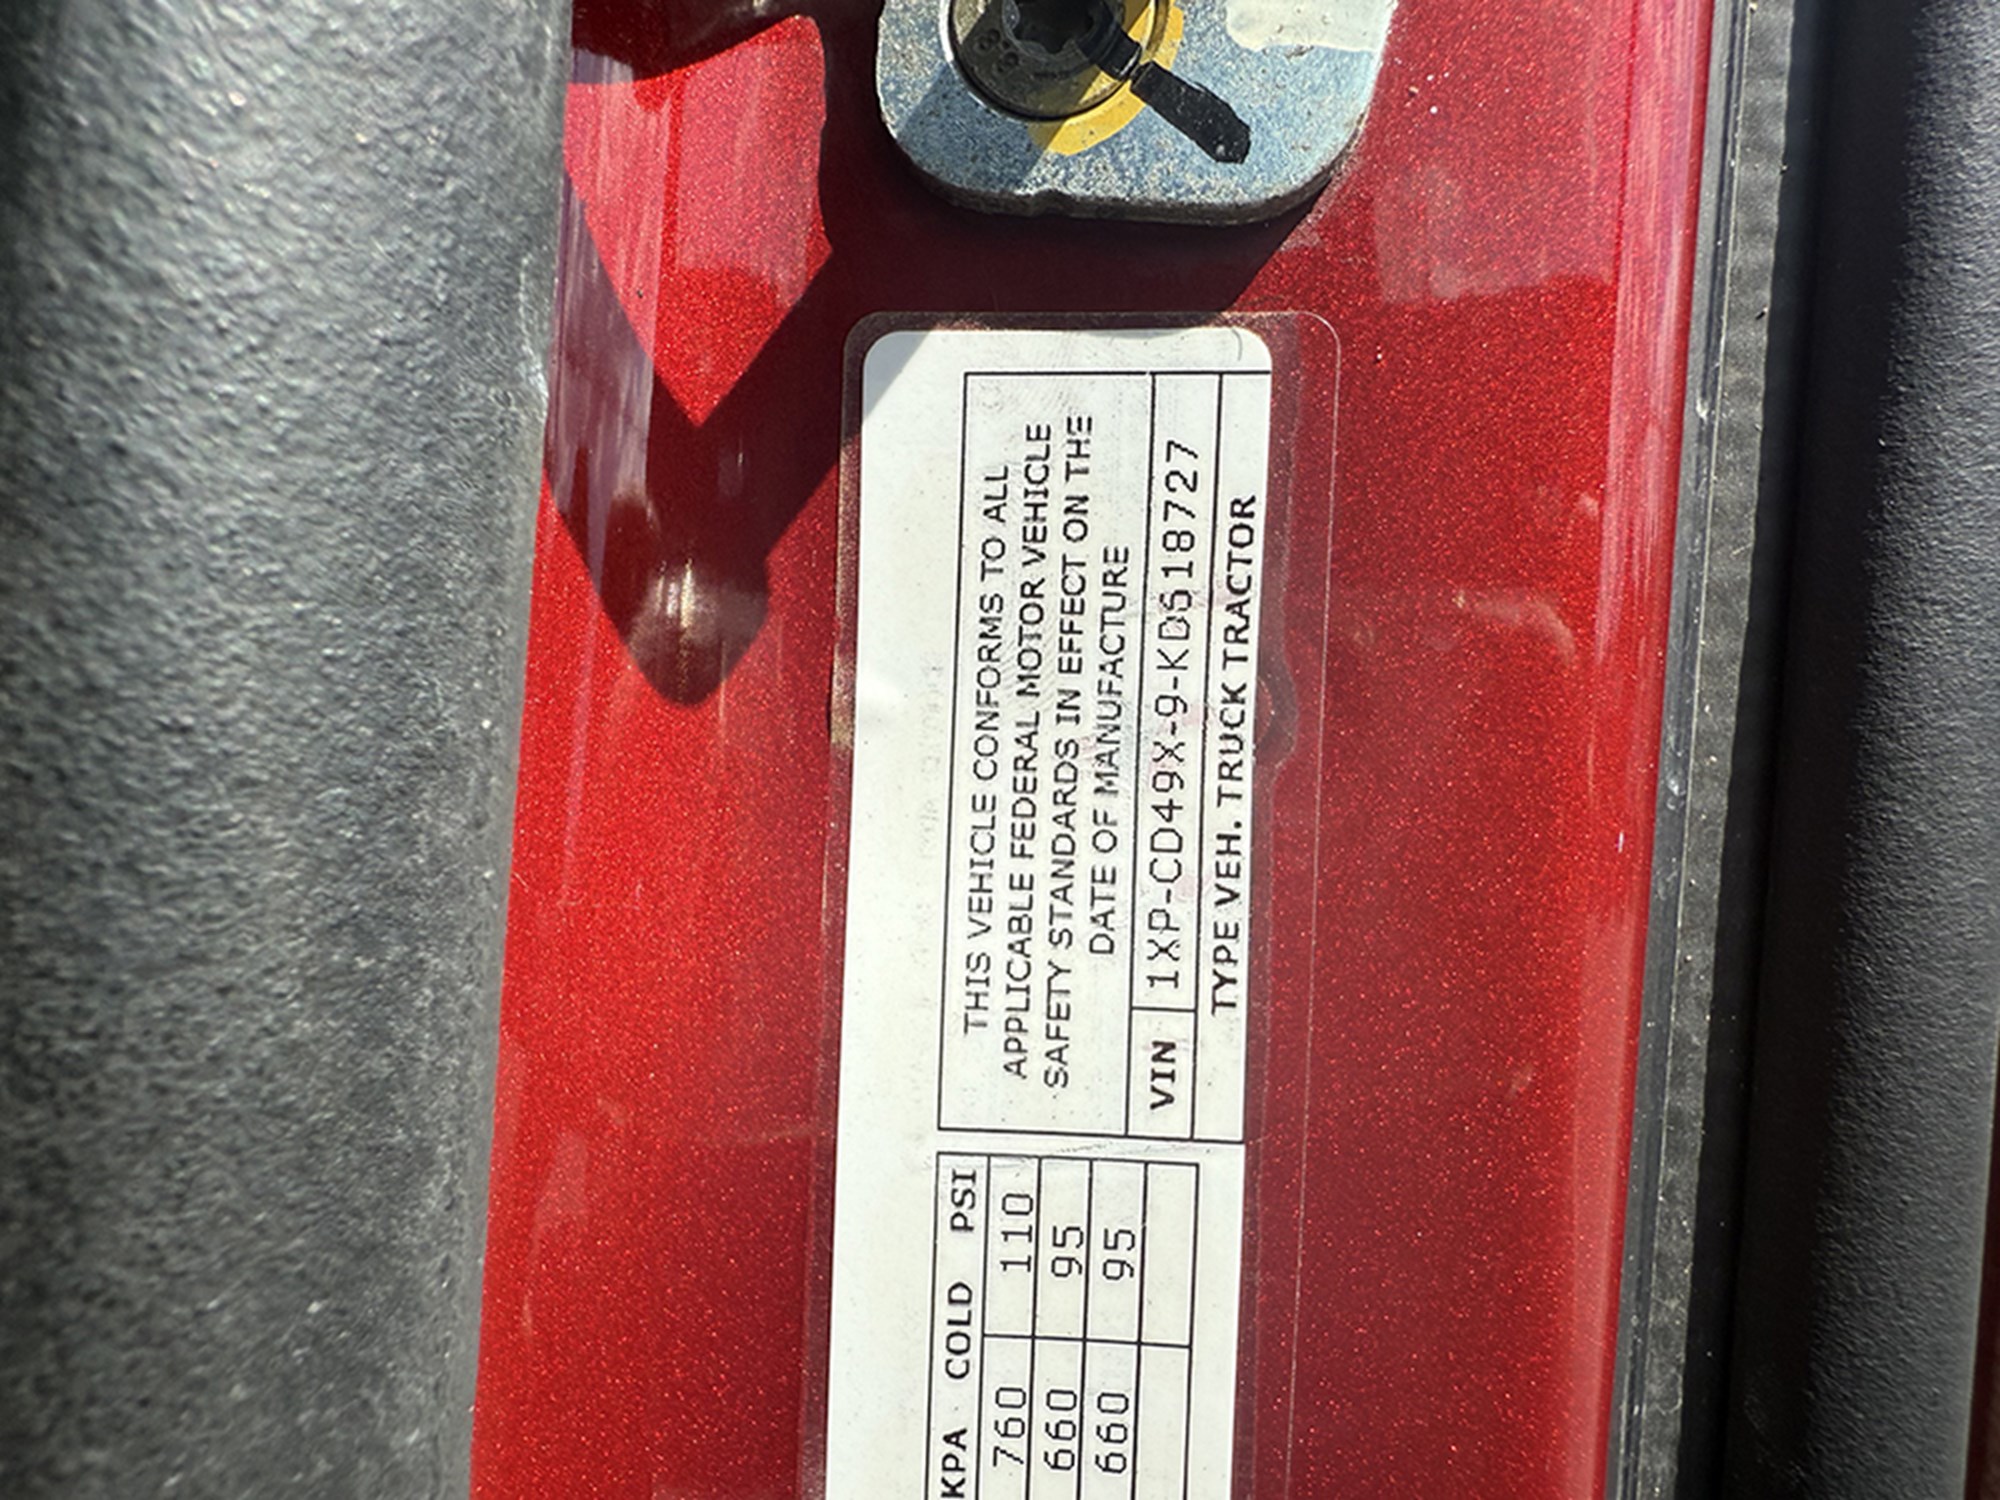 THIS VEHICLE CONFORMS TO ALL
APPLICABLE FEDERAL MOTOR VEHICLE
SAFETY STANDARDS IN EFFECT ON THE
DATE OF MANUFACTURE
VIN 1XP-CD49X-9-KD618727
TYPE VEH. TRUCK TRACTOR
KPA COLD PSI
760 110
660 95
660 95